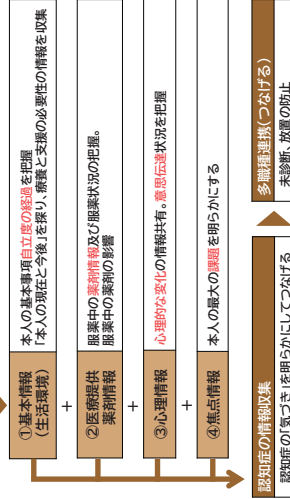 ①基本情報
（生活環境）
本人の基本事項自立度の経過を把握
「本人の現在と今後」を探り、療養と支援の必要性の情報を収集
+
②医療提供
薬剤情報
服薬中の薬剤情報及び服薬状況の把握。
服薬中の薬剤の影響
+
③心理情報
心理的な変化の情報共有。意思伝達状況を把握
+
④焦点情報
本人の最大の課題を明らかにする
認知症の情報収集
認知症の「気づき」を明らかにしてつなげる
多職種連携（つなげる）
未診断、放置の防止